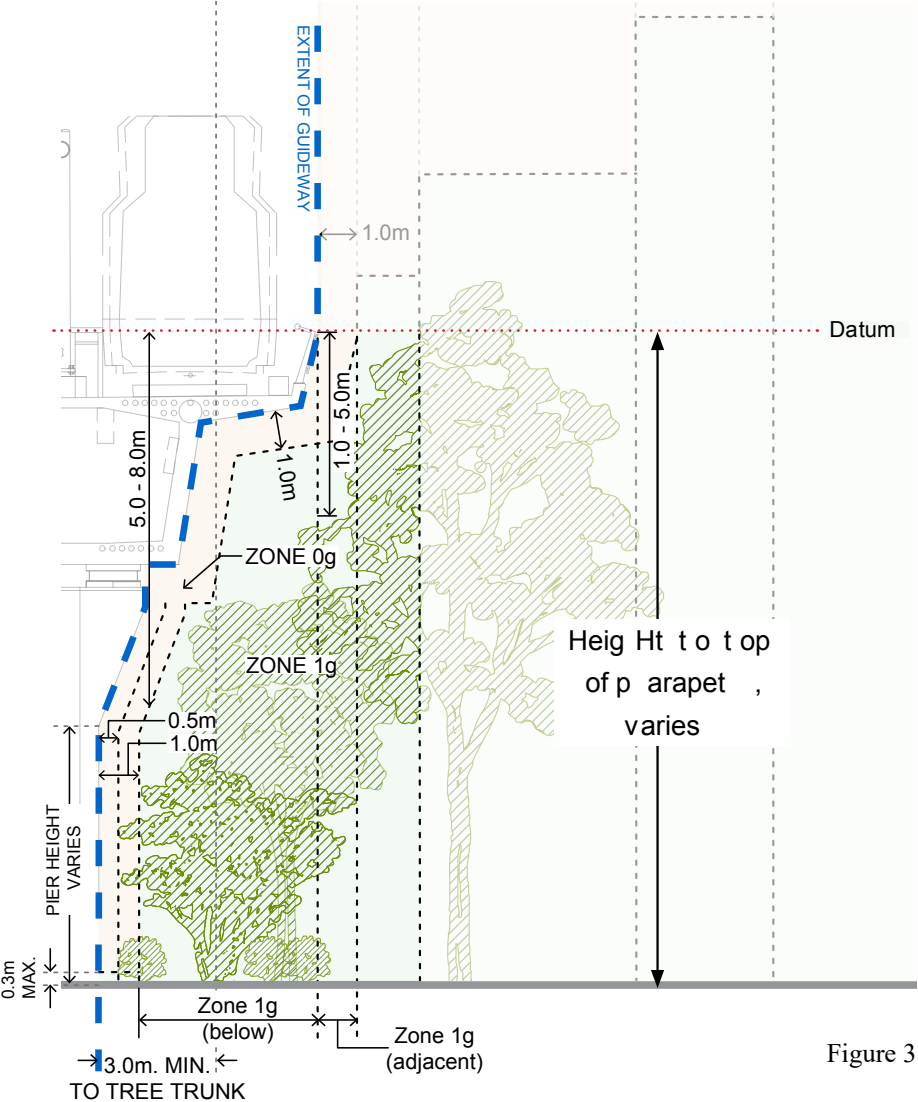 EXTENT OF GUIDEWAY
1.0m
Datum
5.0 - 8.0m
1.0 - 5.0m
1.0m
ZONE 0g
ZONE 1g
Heig Ht t o t op
of p arapet ,
varies
0.5m
1.0m
PIER HEIGHT
VARIES
0.3m
MAX.
Zone 1g
(below)
Zone 1g
(adjacent)
3.0m. MIN.
TO TREE TRUNK
Figure 3